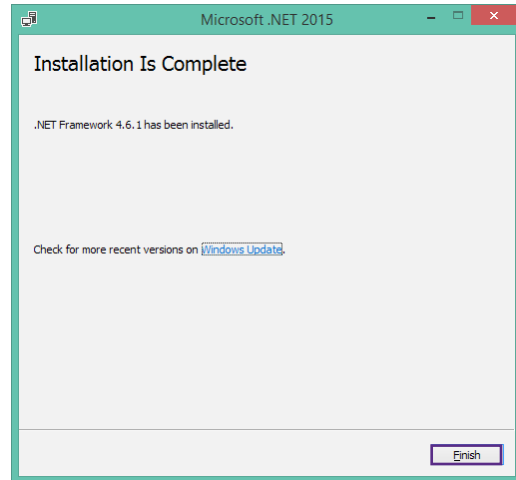 Microsoft .NET 2015
Installation Is Complete
.NET Framework 4.6.1 has been installed.
Check for more recent versions on Windows Update.
Finish